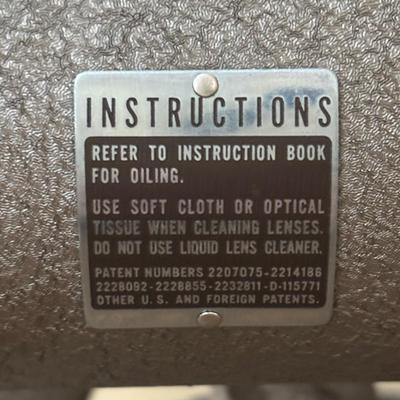 INSTRUCTIONS
REFER TO INSTRUCTION BOOK
FOR OILING.
USE SOFT CLOTH OR OPTICAL
TISSUE WHEN CLEANING LENSES.
DO NOT USE LIQUID LENS CLEANER.
PATENT NUMBERS 2207075-2214186
2228092-2228855-2232811-D-115771
OTHER U.S. AND FOREIGN PATENTS.